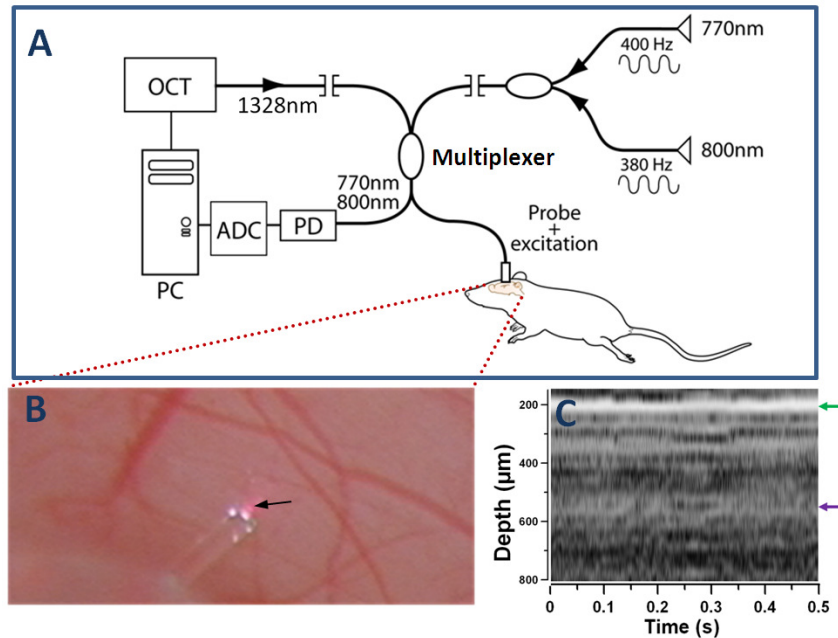 A
OCT
1328nm
400 Hz
770nm
380 Hz
800nm
Multiplexer
770nm
800nm
ADC
PD
PC
Probe
+
excitation
B
C
Depth (µm)
200
400
600
800
0
0.1
0.2
0.3
0.4
0.5
Time (s)